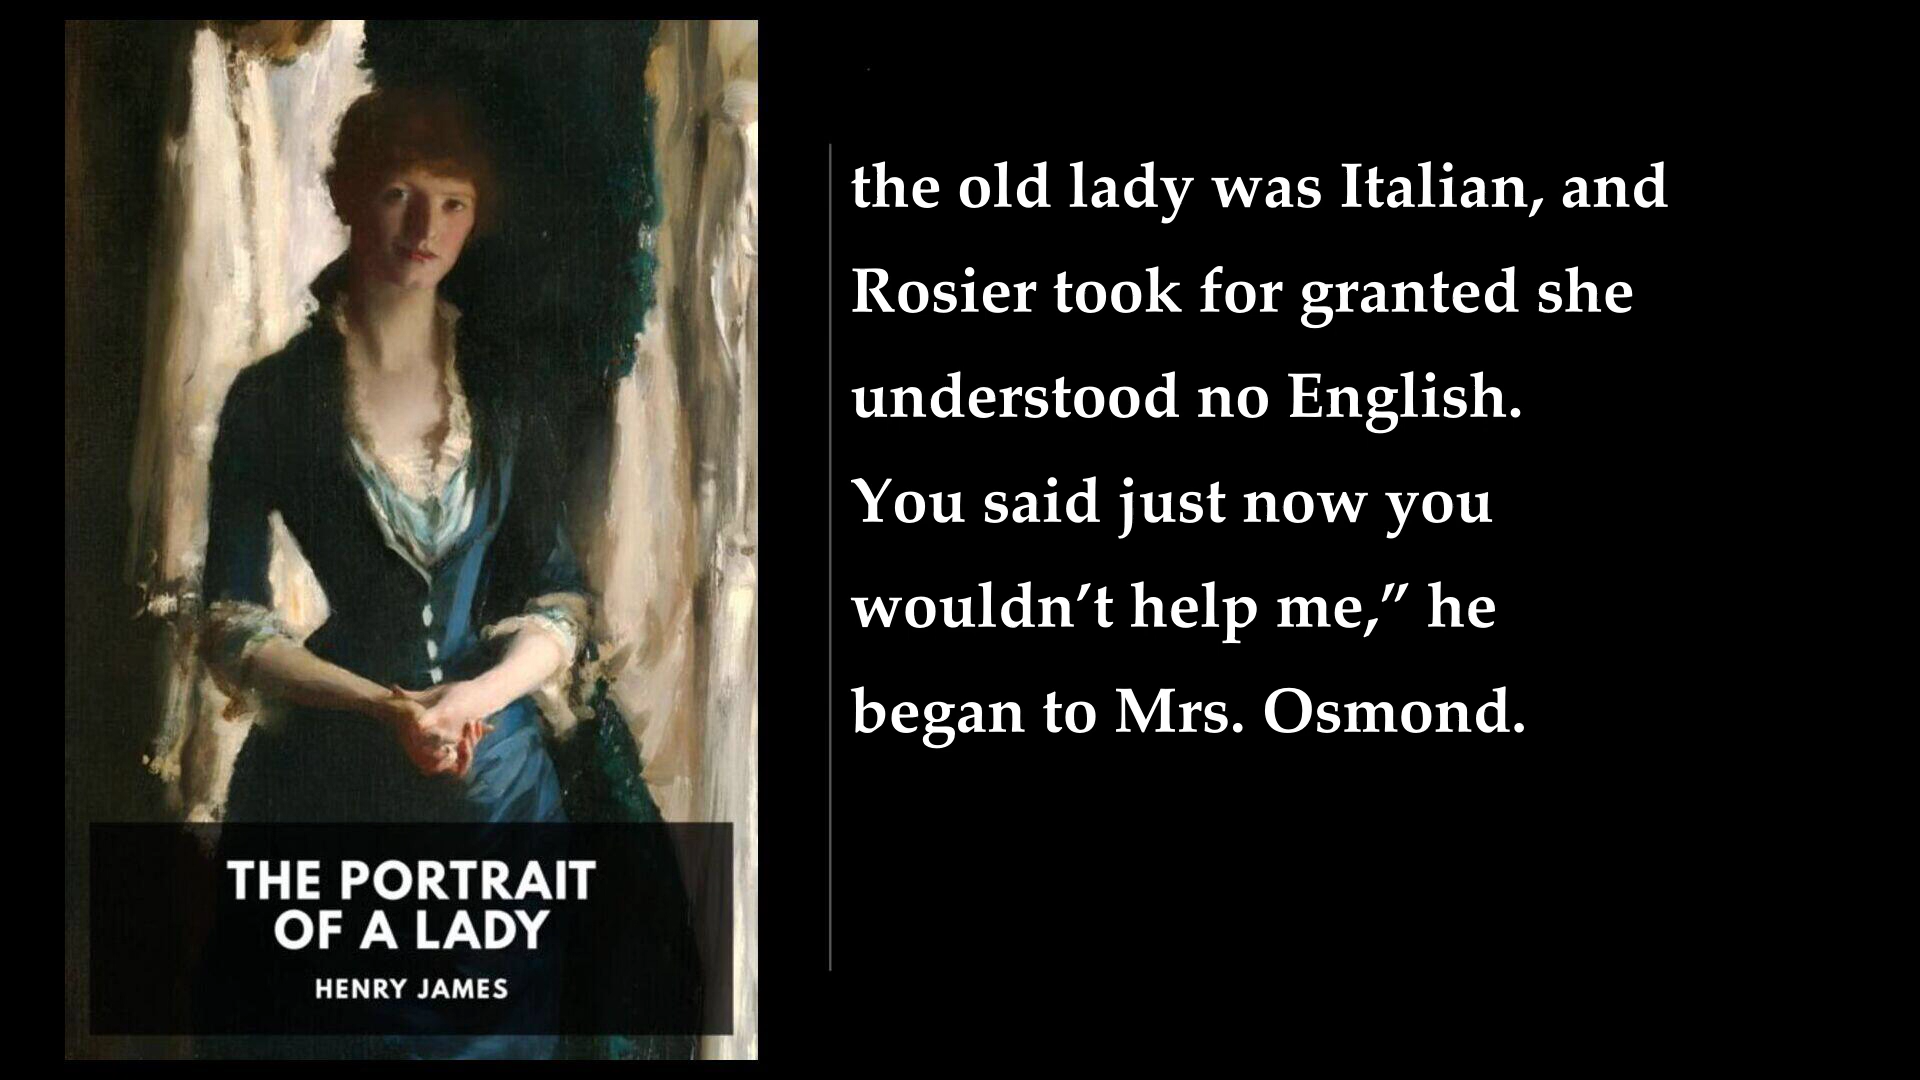 the old lady was Italian, and
Rosier took for granted she
understood no English.
You said just now you
wouldn’t help me,” he
began to Mrs. Osmond.
THE PORTRAIT
OF A LADY
HENRY JAMES